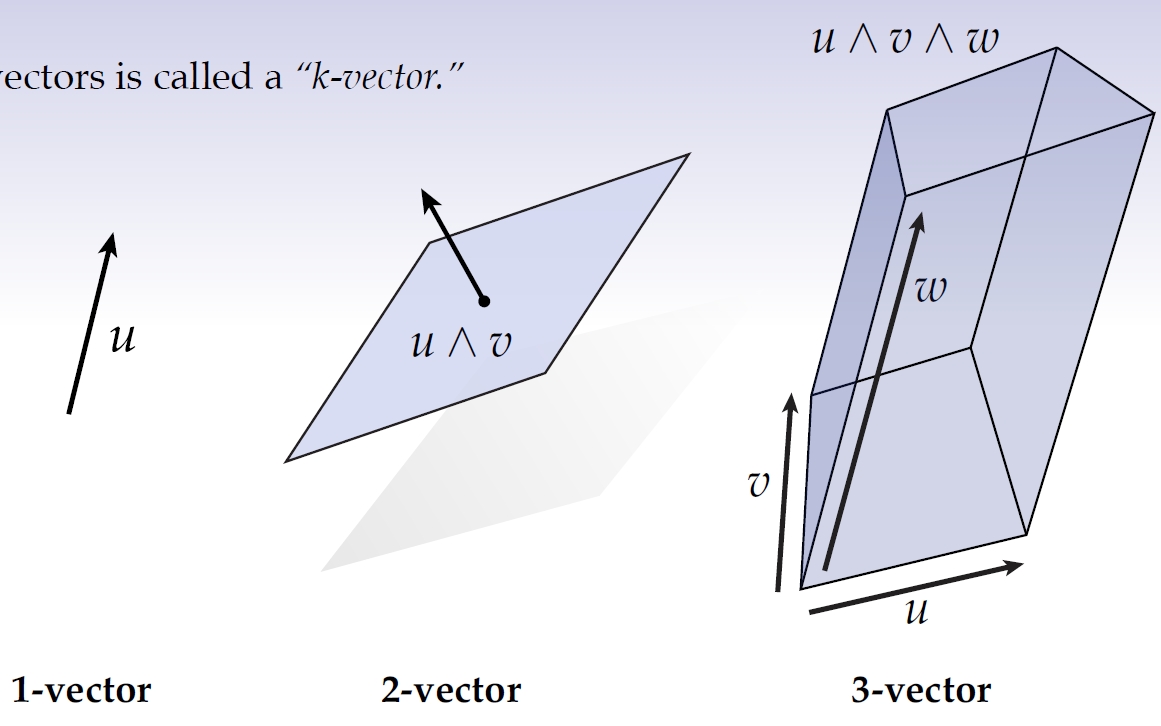 vectors is called a “k-vector.”
u ∧ v ∧ w
u
u ∧ v
w
v
u
1-vector 2-vector 3-vector